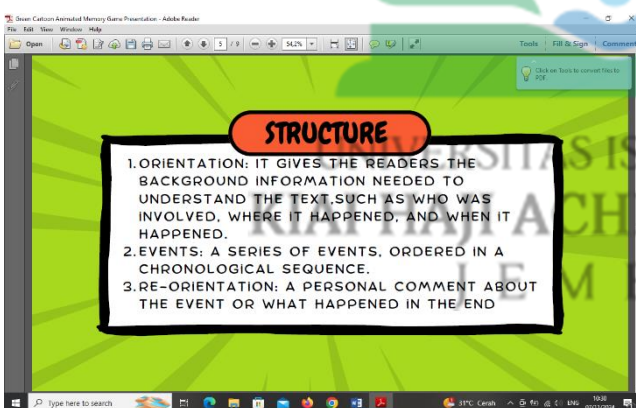 Green Cartoon Animated Memory Game Presentation - Adobe Reader
File Edit View Window Help
Open 5 / 9 54,2% Tools Fill & Sign Comment
Click on Tools to convert files to PDF
STRUCTURE
1. ORIENTATION: IT GIVES THE READERS THE
BACKGROUND INFORMATION NEEDED TO
UNDERSTAND THE TEXT,SUCH AS WHO WAS
INVOLVED, WHERE IT HAPPENED, AND WHEN IT
HAPPENED.
2. EVENTS: A SERIES OF EVENTS, ORDERED IN A
CHRONOLOGICAL SEQUENCE.
3. RE-ORIENTATION: A PERSONAL COMMENT ABOUT
THE EVENT OR WHAT HAPPENED IN THE END
UNIVERSITAS IS
KIAI HAJI ACH
J E M
Type here to search 31°C Cerah ENG 10:30